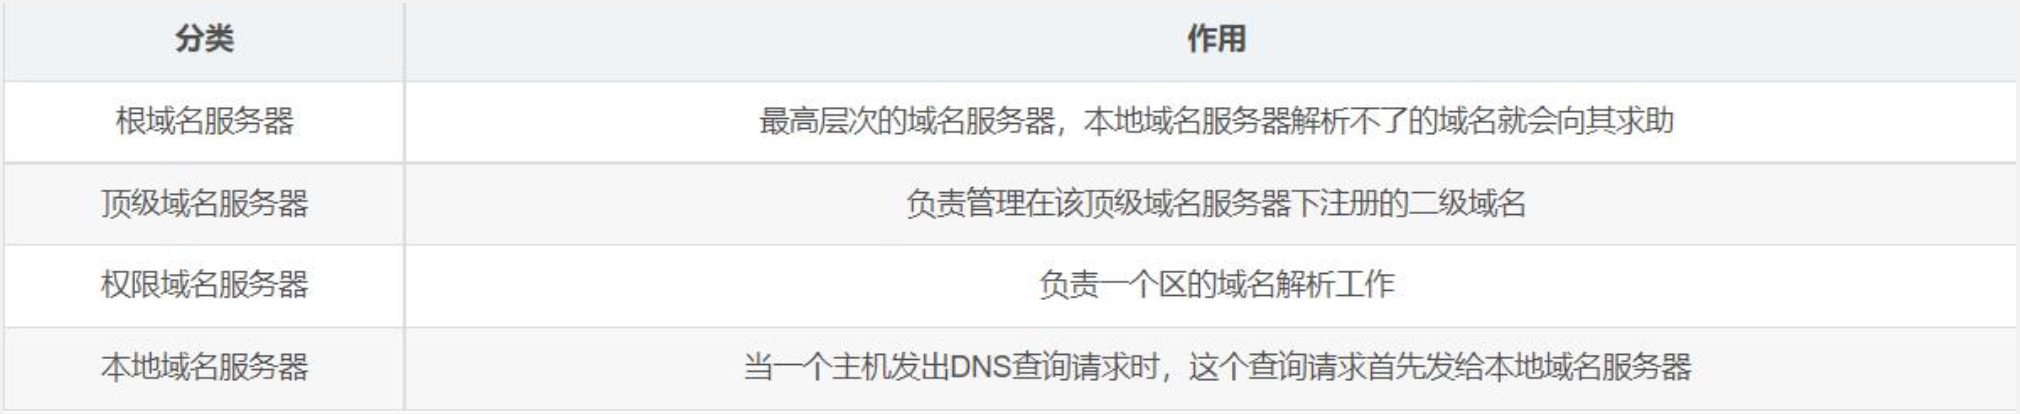 分类
作用
根域名服务器
最高层次的域名服务器，本地域名服务器解析不了的域名就会向其求助
顶级域名服务器
负责管理在该顶级域名服务器下注册的二级域名
权限域名服务器
负责一个区的域名解析工作
本地域名服务器
当一个主机发出DNS查询请求时，这个查询请求首先发给本地域名服务器